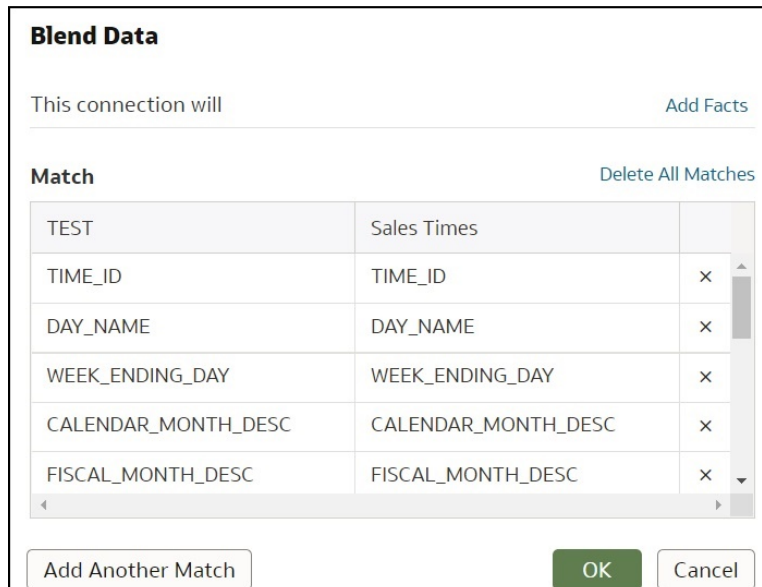 Blend Data
This connection will Add Facts
Match Delete All Matches
TEST Sales Times
TIME_ID TIME_ID ×
DAY_NAME DAY_NAME ×
WEEK_ENDING_DAY WEEK_ENDING_DAY ×
CALENDAR_MONTH_DESC CALENDAR_MONTH_DESC ×
FISCAL_MONTH_DESC FISCAL_MONTH_DESC ×
Add Another Match OK Cancel